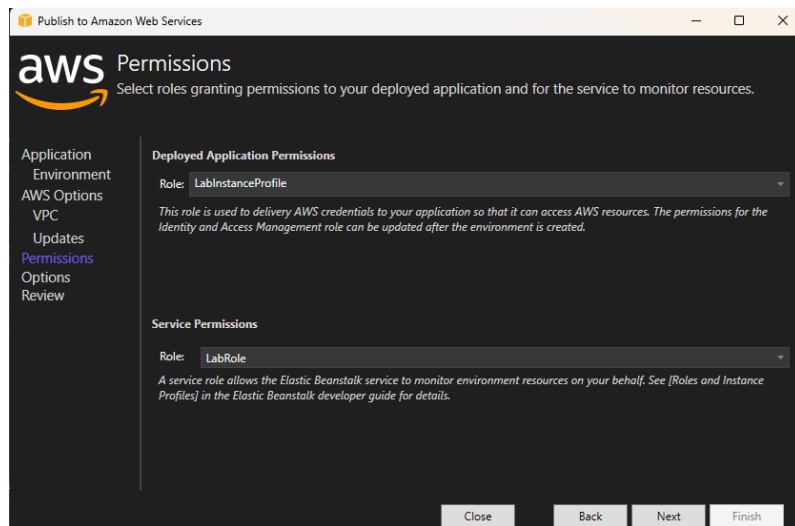 Publish to Amazon Web Services
aws
Permissions
Select roles granting permissions to your deployed application and for the service to monitor resources.
Application
Environment
AWS Options
VPC
Updates
Permissions
Options
Review
Deployed Application Permissions
Role: LabInstanceProfile
This role is used to delivery AWS credentials to your application so that it can access AWS resources. The permissions for the
Identity and Access Management role can be updated after the environment is created.
Service Permissions
Role: LabRole
A service role allows the Elastic Beanstalk service to monitor environment resources on your behalf. See [Roles and Instance
Profiles] in the Elastic Beanstalk developer guide for details.
Close Back Next Finish